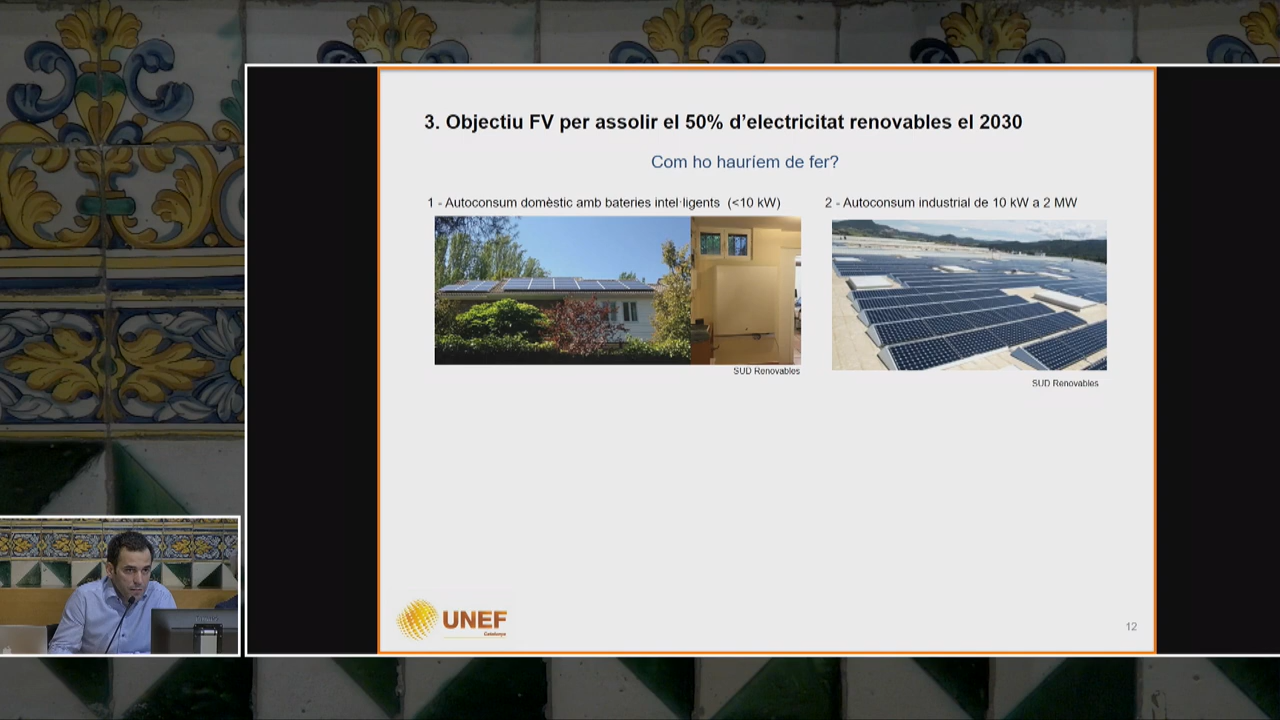 3. Objectiu FV per assolir el 50% d'electricitat renovables el 2030
Com ho hauríem de fer?
1 - Autoconsum domèstic amb bateries intel·ligents (<10 kW)
2 - Autoconsum industrial de 10 kW a 2 MW
SUD Renovables
SUD Renovables
UNEF
Catalunya
12